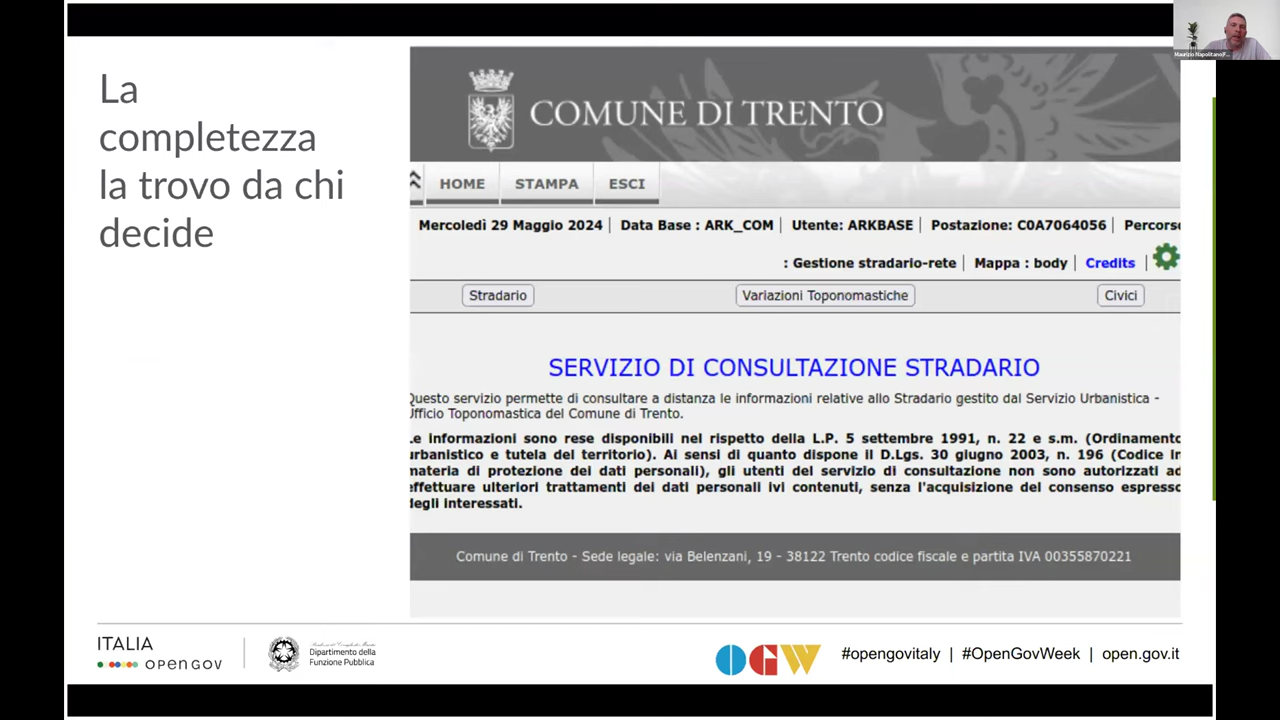 La
completezza
la trovo da chi
decide
Maurizio Napolitano
COMUNE DI TRENTO
HOME STAMPA ESCI
Mercoledì 29 Maggio 2024 | Data Base : ARK_COM | Utente: ARKBASE | Postazione: C0A7064056 | Percorso
: Gestione stradario-rete | Mappa : body | Credits |
Stradario Variazioni Toponomastiche Civici
SERVIZIO DI CONSULTAZIONE STRADARIO
Questo servizio permette di consultare a distanza le informazioni relative allo Stradario gestito dal Servizio Urbanistica -
Ufficio Toponomastica del Comune di Trento.
Le informazioni sono rese disponibili nel rispetto della L.P. 5 settembre 1991, n. 22 e s.m. (Ordinamento
urbanistico e tutela del territorio). Ai sensi di quanto dispone il D.Lgs. 30 giugno 2003, n. 196 (Codice in
materia di protezione dei dati personali), gli utenti del servizio di consultazione non sono autorizzati ad
effettuare ulteriori trattamenti dei dati personali ivi contenuti, senza l'acquisizione del consenso espresso
degli interessati.
Comune di Trento - Sede legale: via Belenzani, 19 - 38122 Trento codice fiscale e partita IVA 00355870221
ITALIA
OPENGOV
Dipartimento della
Funzione Pubblica
OGW
#opengovitaly | #OpenGovWeek | open.gov.it